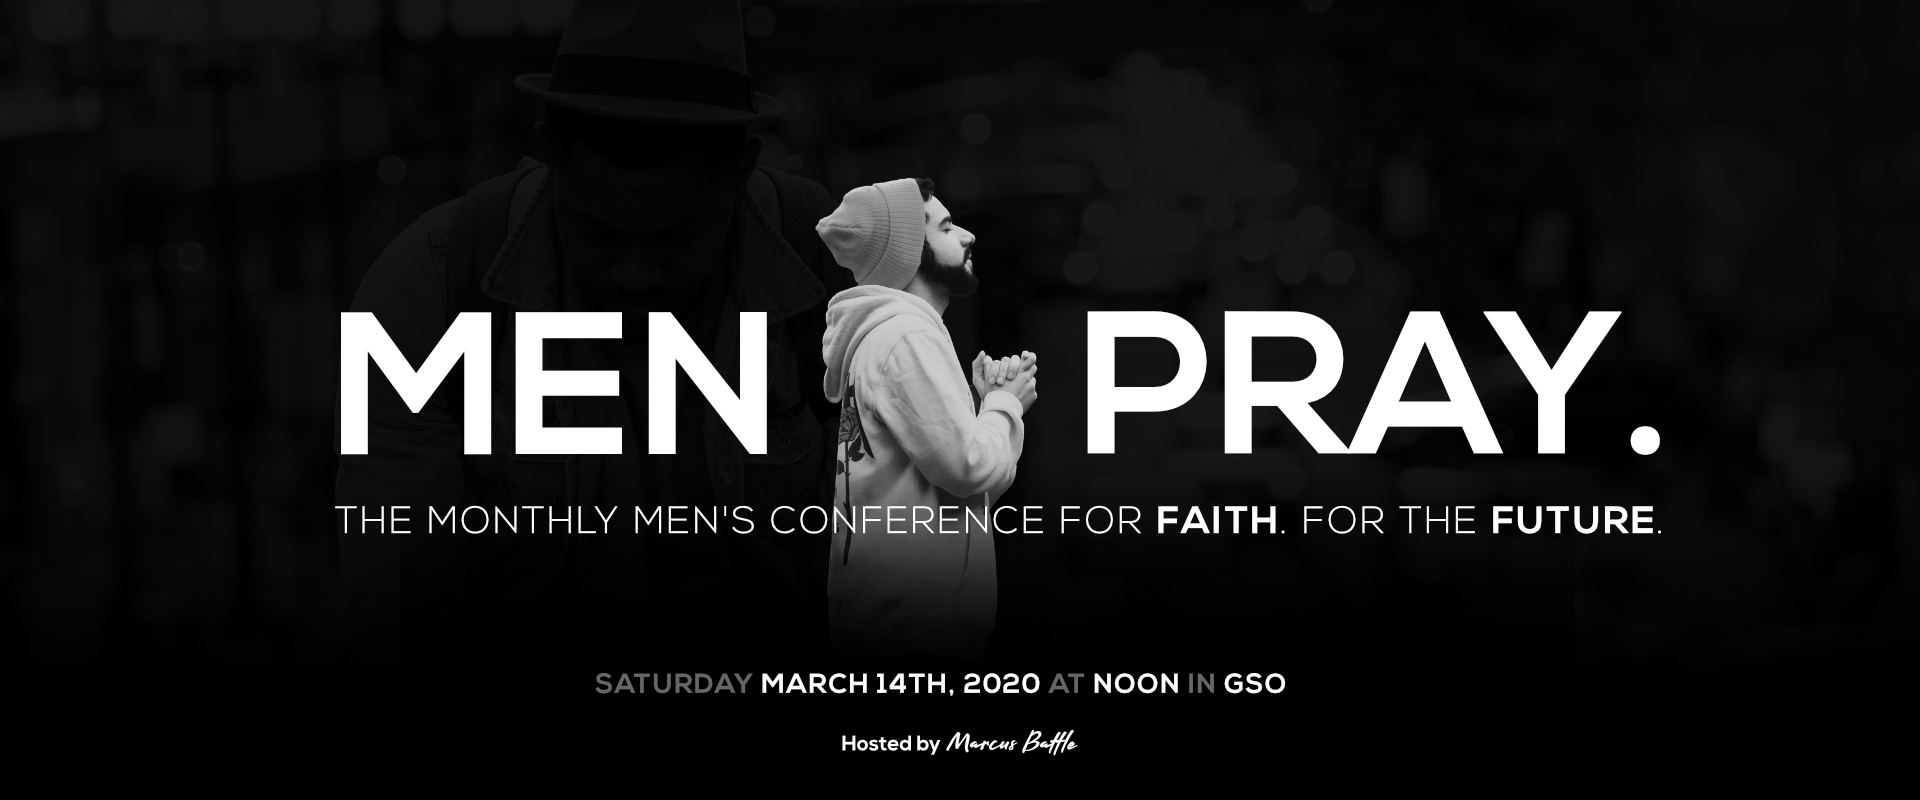 MEN PRAY.
THE MONTHLY MEN'S CONFERENCE FOR FAITH. FOR THE FUTURE.
SATURDAY MARCH 14TH, 2020 AT NOON IN GSO
Hosted by Marcus Battle